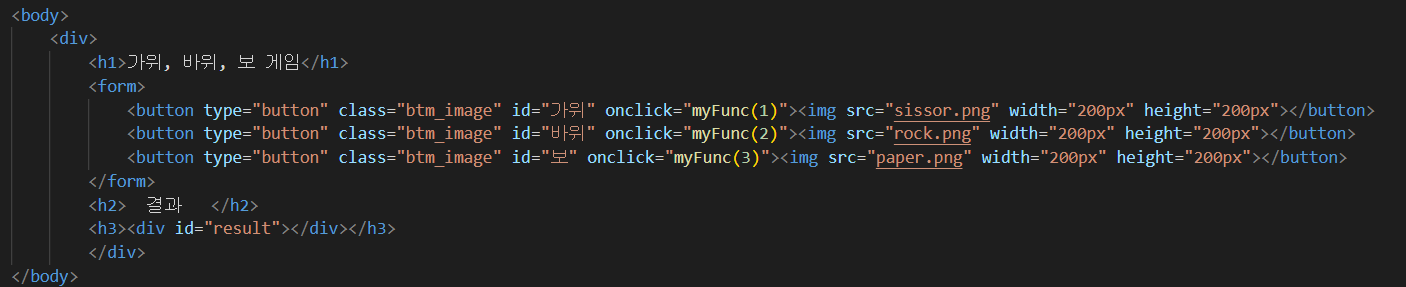 <body>
<div>
<h1>가위, 바위, 보 게임</h1>
<form>
<button type="button" class="btm_image" id="가위" onclick="myFunc(1)"><img src="sissor.png" width="200px" height="200px"></button>
<button type="button" class="btm_image" id="바위" onclick="myFunc(2)"><img src="rock.png" width="200px" height="200px"></button>
<button type="button" class="btm_image" id="보" onclick="myFunc(3)"><img src="paper.png" width="200px" height="200px"></button>
</form>
<h2>  결과   </h2>
<h3><div id="result"></div></h3>
</div>
</body>